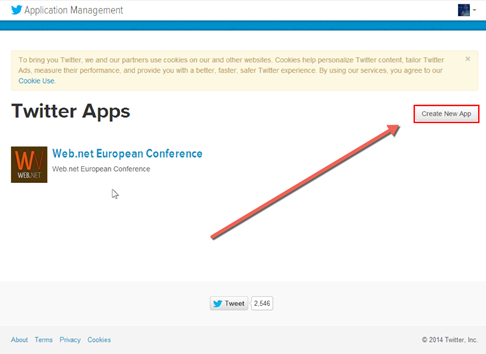 Application Management
To bring you Twitter, we and our partners use cookies on our and other websites. Cookies help personalize Twitter content, tailor Twitter
Ads, measure their performance, and provide you with a better, faster, safer Twitter experience. By using our services, you agree to our
Cookie Use.
×
Twitter Apps
Create New App
Web.net European Conference
Web.net European Conference
WEB.NET
Tweet
2,546
About Terms Privacy Cookies
© 2014 Twitter, Inc.